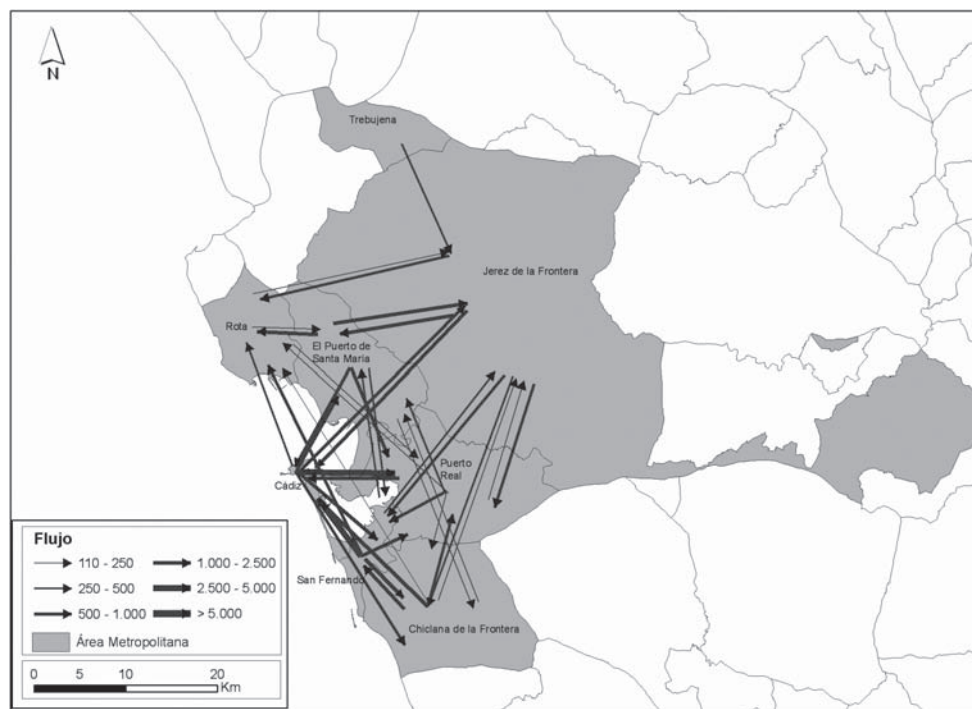 N
Trebujena
Jerez de la Frontera
Rota
El Puerto de
Santa María
Puerto
Real
Cádiz
San Fernando
Chiclana de la Frontera
Flujo
110 - 250
1.000 - 2.500
250 - 500
2.500 - 5.000
500 - 1.000
> 5.000
Área Metropolitana
0 5 10 20
Km